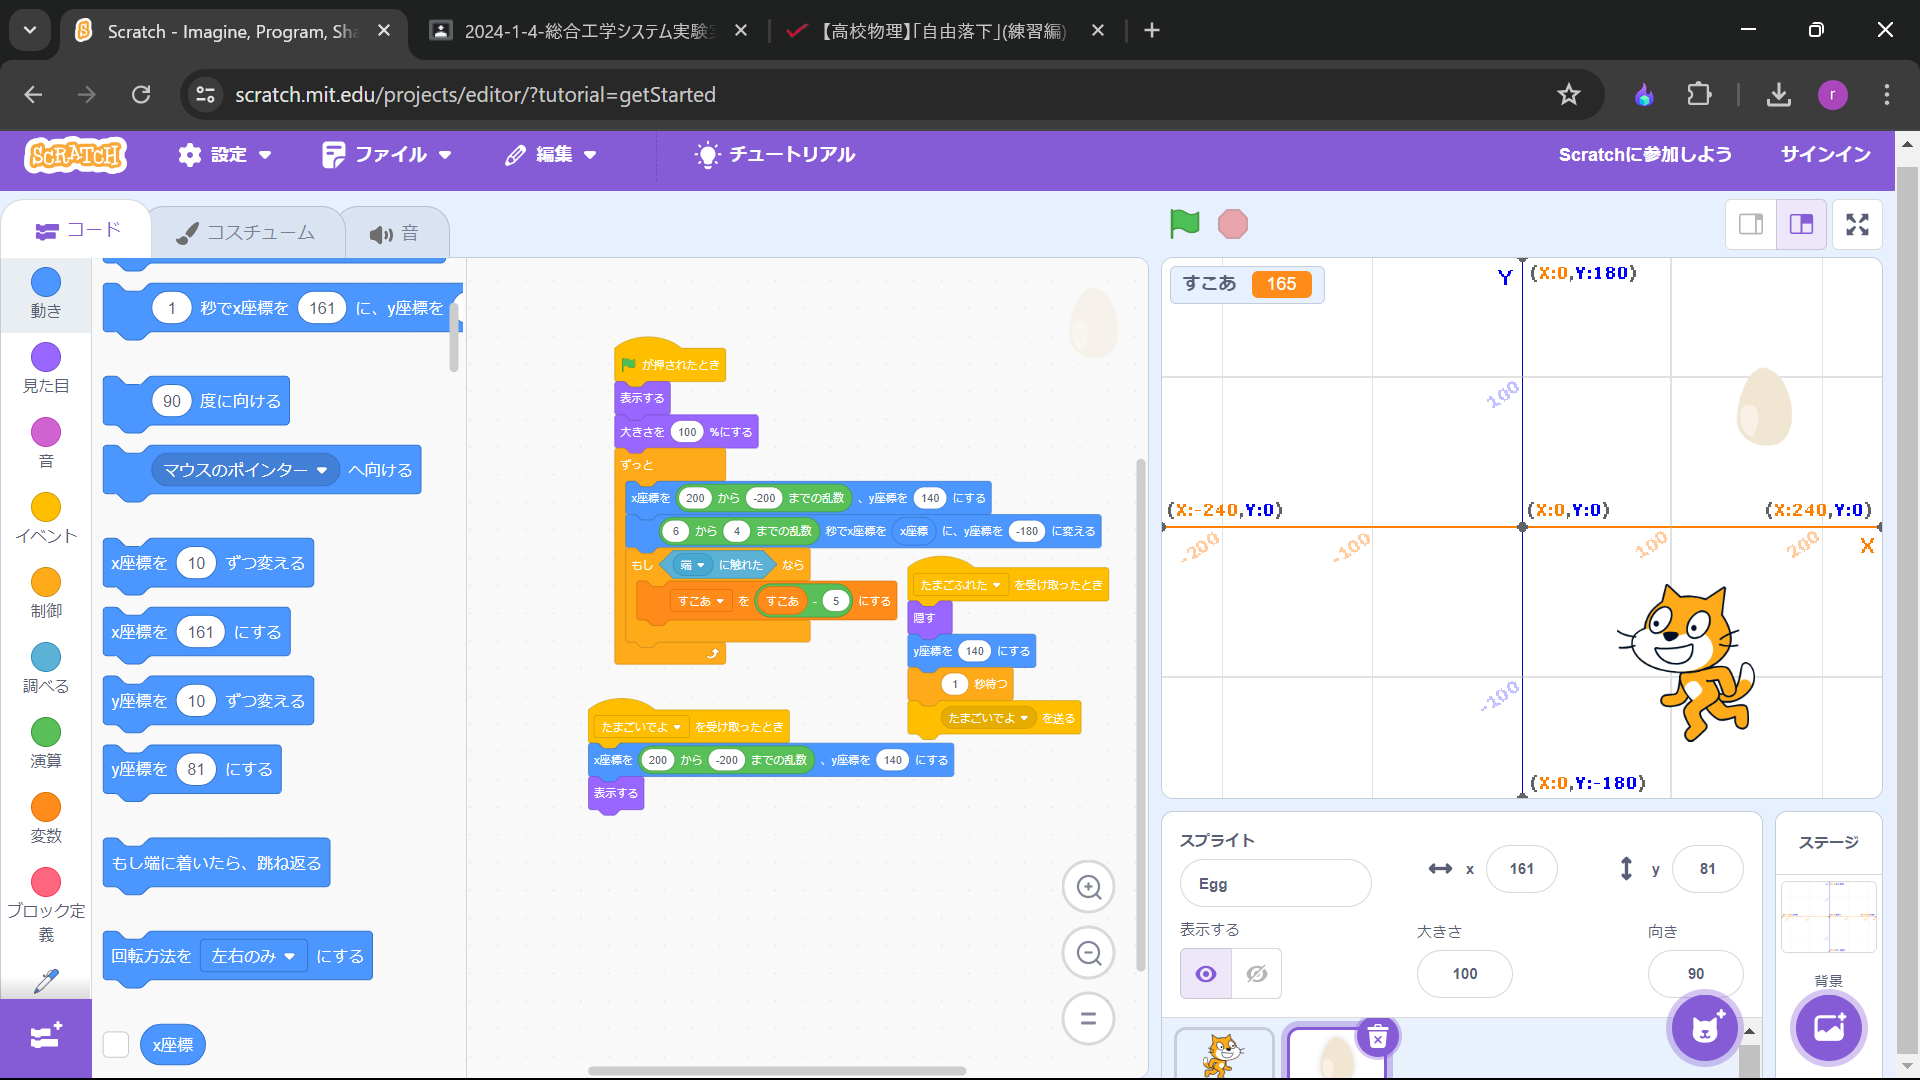 Scratch - Imagine, Program, Sha
2024-1-4-総合工学システム実験実
【高校物理】「自由落下」(練習編)
scratch.mit.edu/projects/editor/?tutorial=getStarted
r
SCRATCH
設定
ファイル
編集
チュートリアル
Scratchに参加しよう
サインイン
コード
コスチューム
音
動き
見た目
音
イベント
制御
調べる
演算
変数
ブロック定義
1 秒でx座標を 161 に、y座標を
90 度に向ける
マウスのポインター へ向ける
x座標を 10 ずつ変える
x座標を 161 にする
y座標を 10 ずつ変える
y座標を 81 にする
もし端に着いたら、跳ね返る
回転方法を 左右のみ にする
x座標
が押されたとき
表示する
大きさを 100 %にする
ずっと
x座標を 200 から -200 までの乱数 、y座標を 140 にする
6 から 4 までの乱数 秒でx座標を x座標 に、y座標を -180 に変える
もし 端 に触れた なら
すこあ を すこあ - 5 にする
たまごふれた を受け取ったとき
隠す
y座標を 140 にする
1 秒待つ
たまごいでよ を送る
たまごいでよ を受け取ったとき
x座標を 200 から -200 までの乱数 、y座標を 140 にする
表示する
すこあ 165
Y (X:0,Y:180)
100
(X:-240,Y:0) (X:0,Y:0) (X:240,Y:0)
-200 -100 100 200 X
-100
(X:0,Y:-180)
スプライト
Egg
x 161
y 81
表示する
大きさ
100
向き
90
ステージ
背景